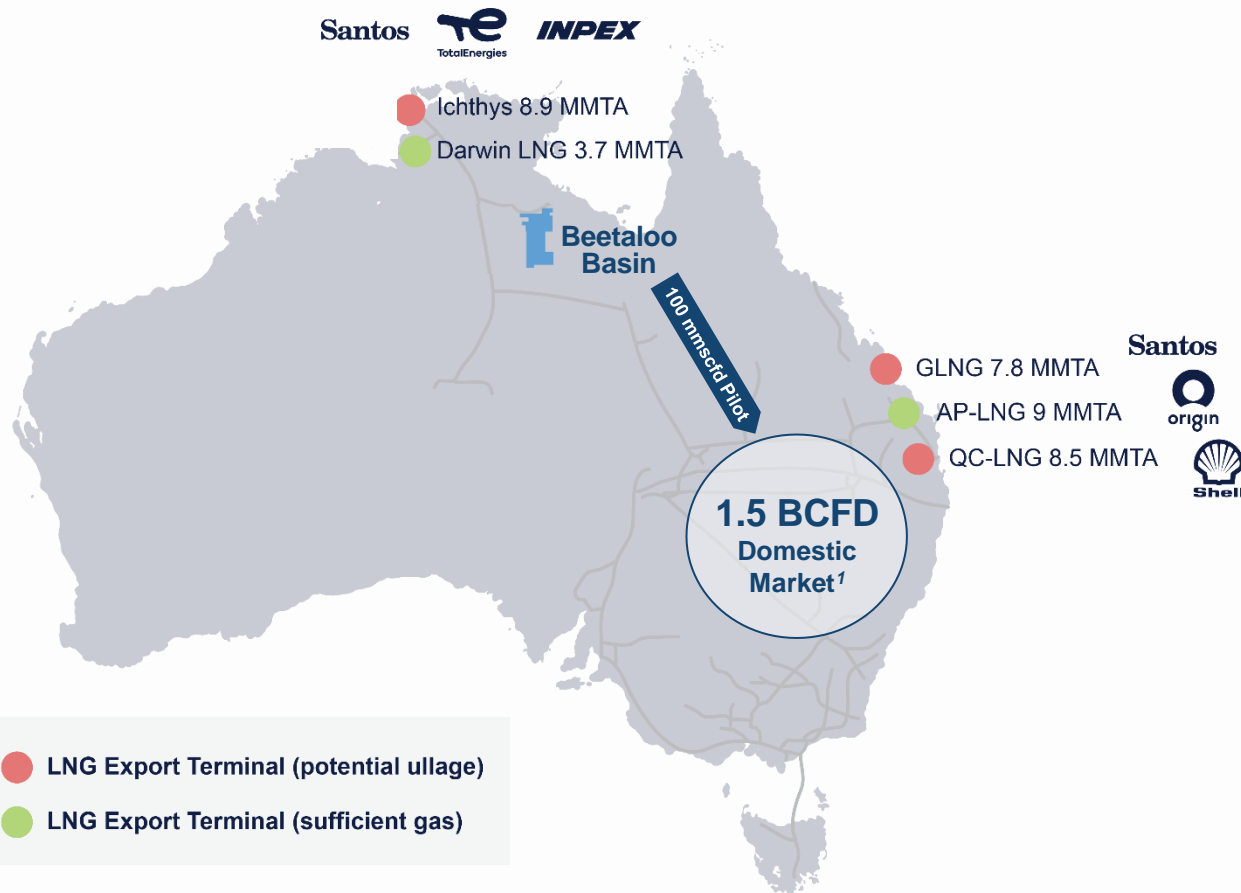 Santos
TotalEnergies
INPEX
Ichthys 8.9 MMTA
Darwin LNG 3.7 MMTA
Beetaloo
Basin
100 mmscfd Pilot
Santos
GLNG 7.8 MMTA
origin
AP-LNG 9 MMTA
QC-LNG 8.5 MMTA
Shell
1.5 BCFD
Domestic
Market¹
LNG Export Terminal (potential ullage)
LNG Export Terminal (sufficient gas)